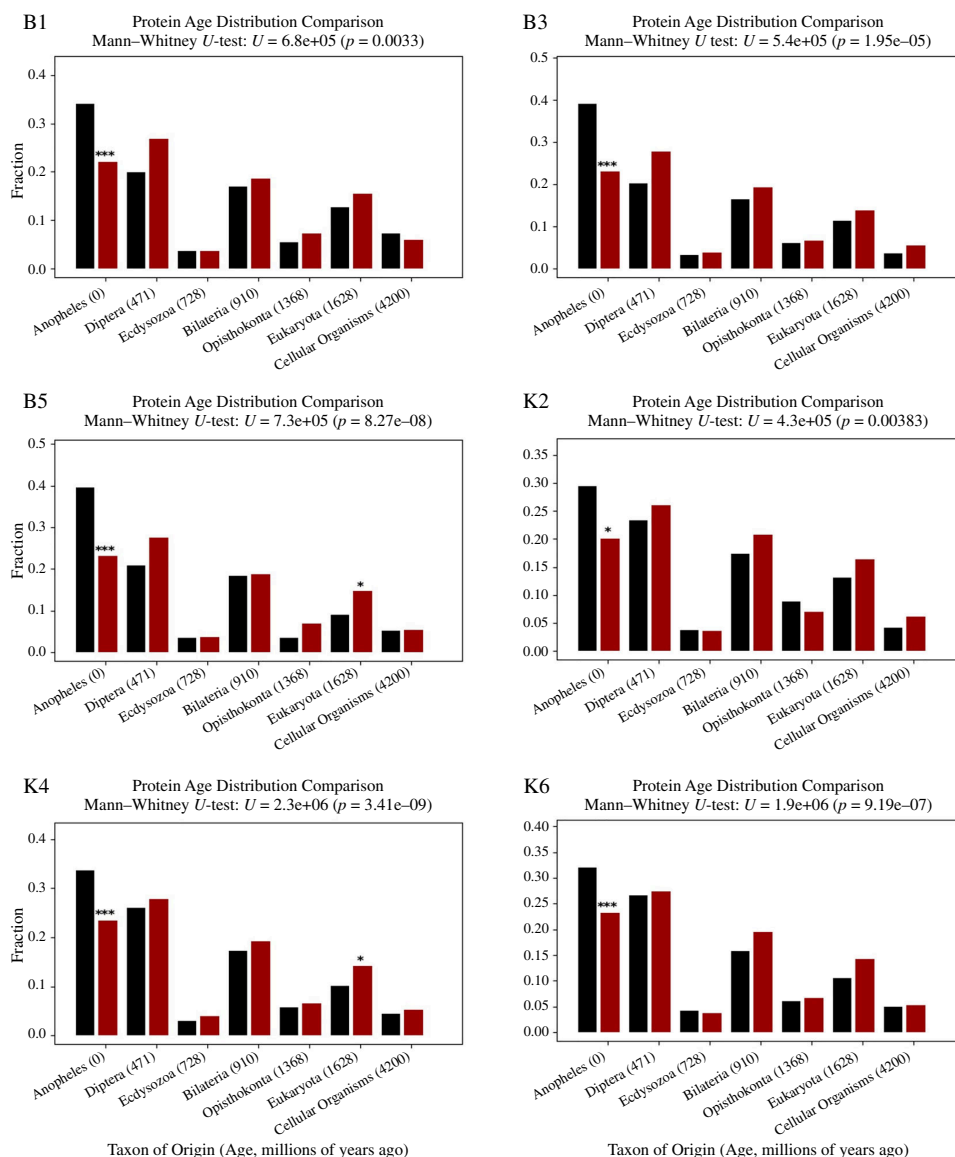 B1
Protein Age Distribution Comparison
Mann–Whitney U-test: U = 6.8e+05 (p = 0.0033)
Fraction
0.4
0.3
0.2
0.1
0.0
Anopheles (0)
Diptera (471)
Ecdysozoa (728)
Bilateria (910)
Opisthokonta (1368)
Eukaryota (1628)
Cellular Organisms (4200)
***
B3
Protein Age Distribution Comparison
Mann–Whitney U test: U = 5.4e+05 (p = 1.95e–05)
0.5
0.4
0.3
0.2
0.1
0.0
***
Anopheles (0)
Diptera (471)
Ecdysozoa (728)
Bilateria (910)
Opisthokonta (1368)
Eukaryota (1628)
Cellular Organisms (4200)
B5
Protein Age Distribution Comparison
Mann–Whitney U-test: U = 7.3e+05 (p = 8.27e–08)
Fraction
0.5
0.4
0.3
0.2
0.1
0.0
***
*
Anopheles (0)
Diptera (471)
Ecdysozoa (728)
Bilateria (910)
Opisthokonta (1368)
Eukaryota (1628)
Cellular Organisms (4200)
K2
Protein Age Distribution Comparison
Mann–Whitney U-test: U = 4.3e+05 (p = 0.00383)
0.35
0.30
0.25
0.20
0.15
0.10
0.05
0.00
*
Anopheles (0)
Diptera (471)
Ecdysozoa (728)
Bilateria (910)
Opisthokonta (1368)
Eukaryota (1628)
Cellular Organisms (4200)
K4
Protein Age Distribution Comparison
Mann–Whitney U-test: U = 2.3e+06 (p = 3.41e–09)
Fraction
0.4
0.3
0.2
0.1
0.0
***
*
Anopheles (0)
Diptera (471)
Ecdysozoa (728)
Bilateria (910)
Opisthokonta (1368)
Eukaryota (1628)
Cellular Organisms (4200)
Taxon of Origin (Age, millions of years ago)
K6
Protein Age Distribution Comparison
Mann–Whitney U-test: U = 1.9e+06 (p = 9.19e–07)
0.40
0.35
0.30
0.25
0.20
0.15
0.10
0.05
0.00
***
Anopheles (0)
Diptera (471)
Ecdysozoa (728)
Bilateria (910)
Opisthokonta (1368)
Eukaryota (1628)
Cellular Organisms (4200)
Taxon of Origin (Age, millions of years ago)